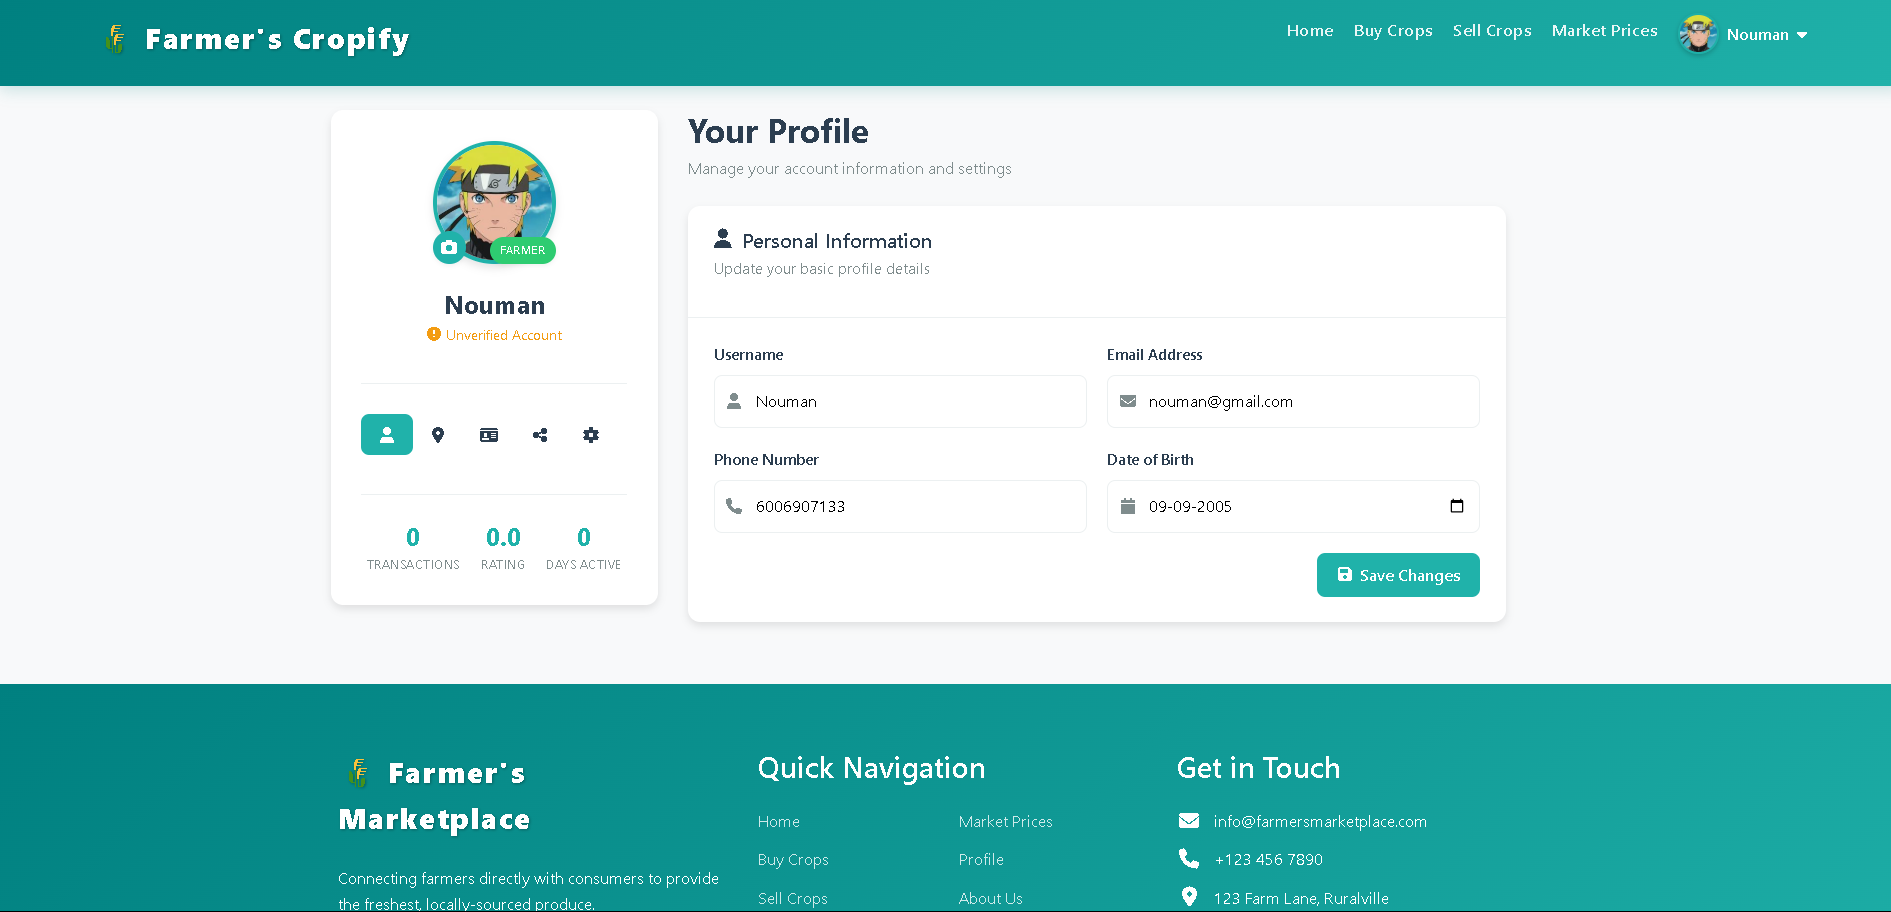 Farmer's Cropify
Home
Buy Crops
Sell Crops
Market Prices
Nouman
FARMER
Nouman
Unverified Account
0
TRANSACTIONS
0.0
RATING
0
DAYS ACTIVE
Your Profile
Manage your account information and settings
Personal Information
Update your basic profile details
Username
Nouman
Email Address
nouman@gmail.com
Phone Number
6006907133
Date of Birth
09-09-2005
Save Changes
Farmer's
Marketplace
Connecting farmers directly with consumers to provide
the freshest, locally-sourced produce.
Quick Navigation
Home
Buy Crops
Sell Crops
Market Prices
Profile
About Us
Get in Touch
info@farmersmarketplace.com
+123 456 7890
123 Farm Lane, Ruralville